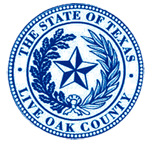 THE STATE OF TEXAS
LIVE OAK COUNTY